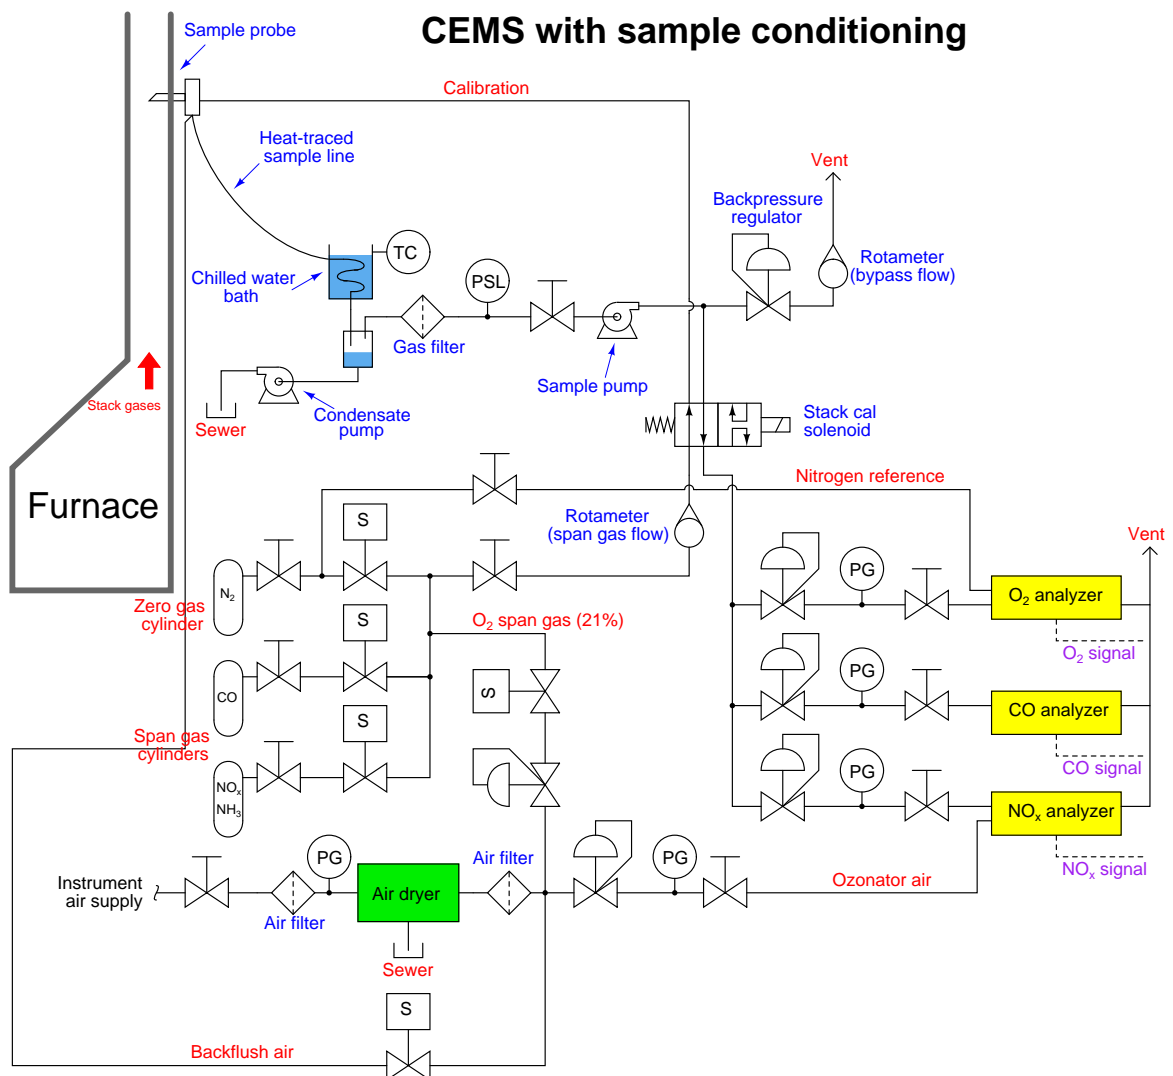 CEMS with sample conditioning
Sample probe
Calibration
Heat-traced
sample line
Vent
Backpressure
regulator
Rotameter
(bypass flow)
TC
Chilled water
bath
PSL
Gas filter
Sample pump
Stack gases
Condensate
pump
Sewer
Stack cal
solenoid
Furnace
Nitrogen reference
S
Rotameter
(span gas flow)
Vent
N2
Zero gas
cylinder
PG
O2 analyzer
O2 signal
S
O2 span gas (21%)
CO
S
PG
CO analyzer
CO signal
S
Span gas
cylinders
NOx
NH3
PG
NOx analyzer
NOx signal
Instrument
air supply
Air filter
PG
Air dryer
Air filter
PG
Ozonator air
Sewer
S
Backflush air